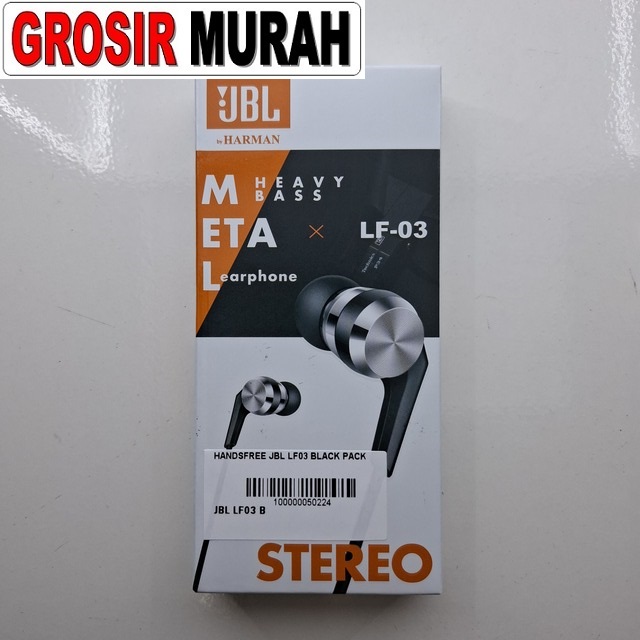 GROSIR MURAH
JBL
by HARMAN
HEAVY
BASS
METAL earphone
× LF-03
HANDSFREE JBL LF03 BLACK PACK
100000050224
JBL LF03 B
STEREO